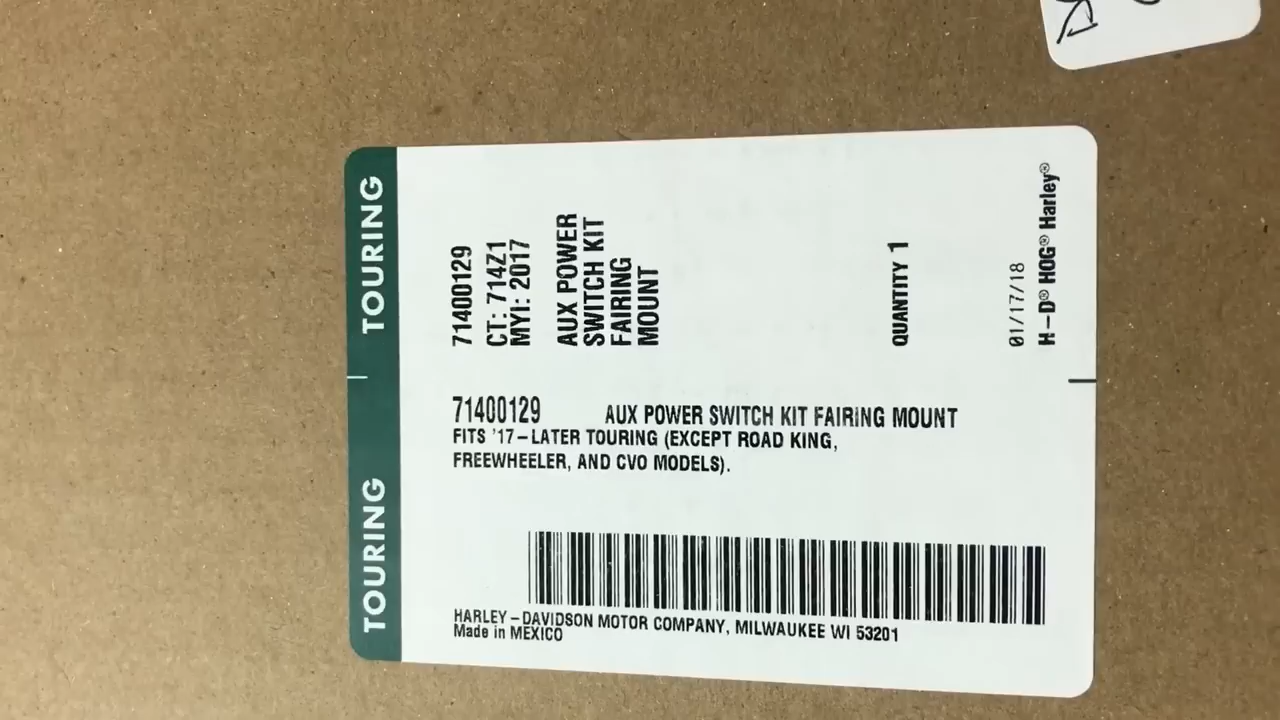 TOURING
71400129
CT: 714Z1
MYI: 2017
AUX POWER
SWITCH KIT
FAIRING
MOUNT
QUANTITY 1
01/17/18
H-D® HOG® Harley®
TOURING
71400129 AUX POWER SWITCH KIT FAIRING MOUNT
FITS '17-LATER TOURING (EXCEPT ROAD KING,
FREEWHEELER, AND CVO MODELS).
HARLEY-DAVIDSON MOTOR COMPANY, MILWAUKEE WI 53201
Made in MEXICO